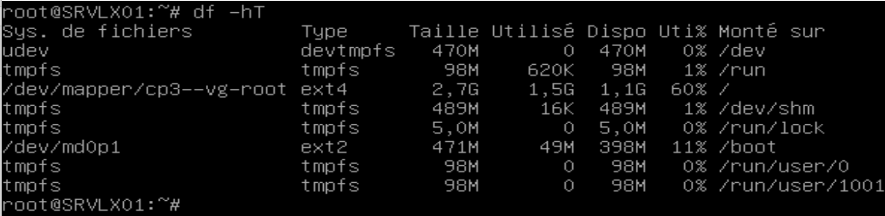 root@SRVLX01:~# df -hT
Sys. de fichiers          Type     Taille Utilisé Dispo Uti% Monté sur
udev                      devtmpfs   470M       0  470M   0% /dev
tmpfs                     tmpfs       98M    620K   98M   1% /run
/dev/mapper/cp3--vg-root  ext4       2,7G    1,5G  1,1G  60% /
tmpfs                     tmpfs      489M     16K  489M   1% /dev/shm
tmpfs                     tmpfs      5,0M       0  5,0M   0% /run/lock
/dev/md0p1                ext2       471M     49M  398M  11% /boot
tmpfs                     tmpfs       98M       0   98M   0% /run/user/0
tmpfs                     tmpfs       98M       0   98M   0% /run/user/1001
root@SRVLX01:~#